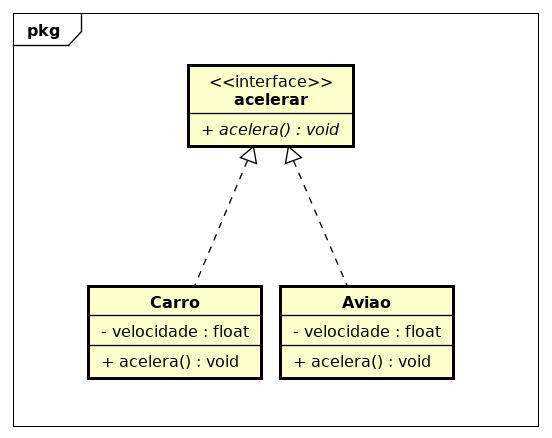 pkg
<<interface>>
acelerar
+ acelera() : void
Carro
- velocidade : float
+ acelera() : void
Aviao
- velocidade : float
+ acelera() : void